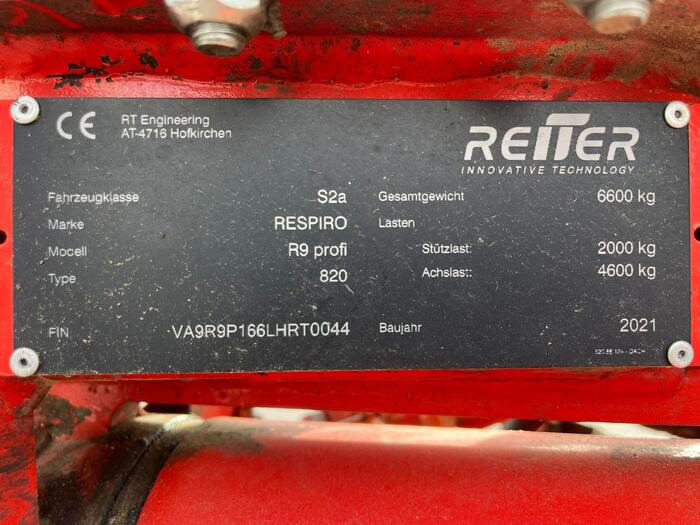 CE
RT Engineering
AT-4716 Hofkirchen
REITER
INNOVATIVE TECHNOLOGY
Fahrzeugklasse S2a
Marke RESPIRO
Mocell R9 profi
Type 820
FIN VA9R9P166LHRT0044
Gesamtgewicht 6600 kg
Lasten
Stützlast: 2000 kg
Achslast:: 4600 kg
Baujahr 2021